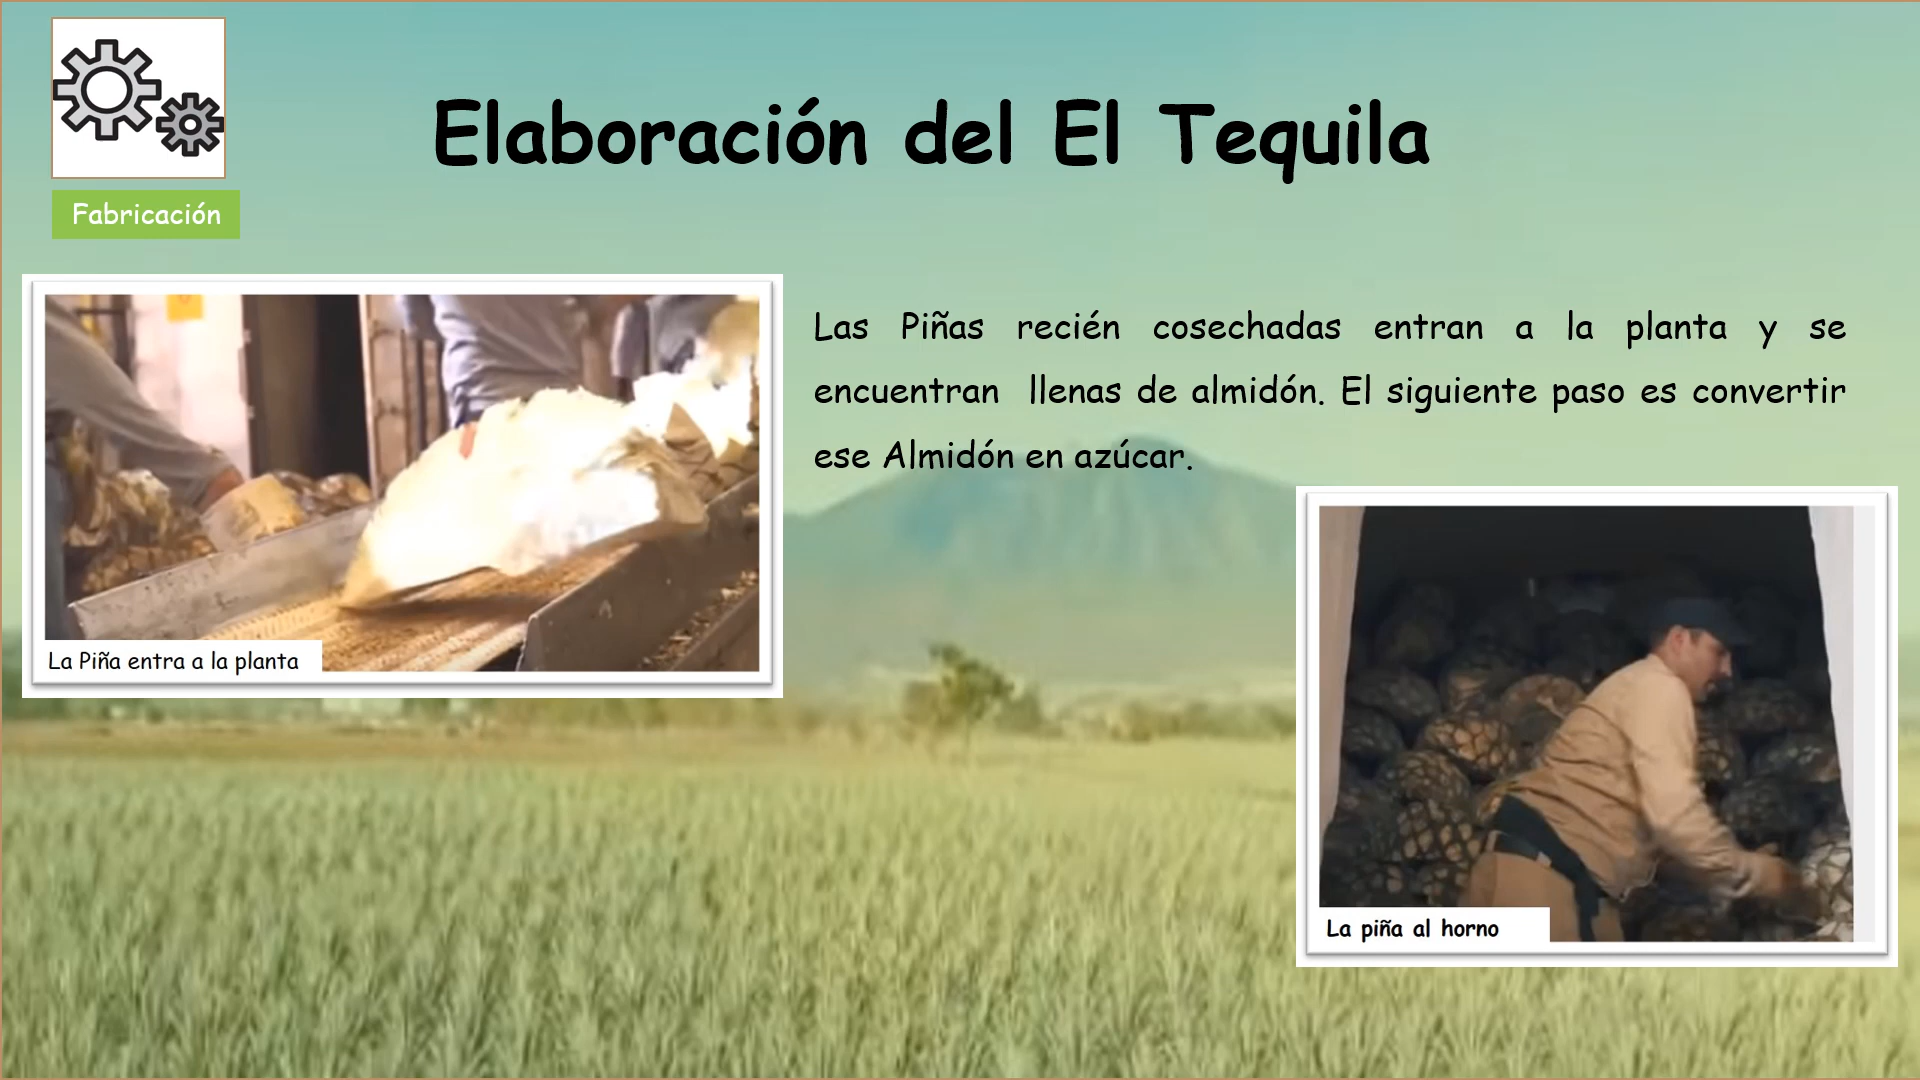 Elaboración del El Tequila
Fabricación
Las Piñas recién cosechadas entran a la planta y se
encuentran llenas de almidón. El siguiente paso es convertir
ese Almidón en azúcar.
La Piña entra a la planta
La piña al horno